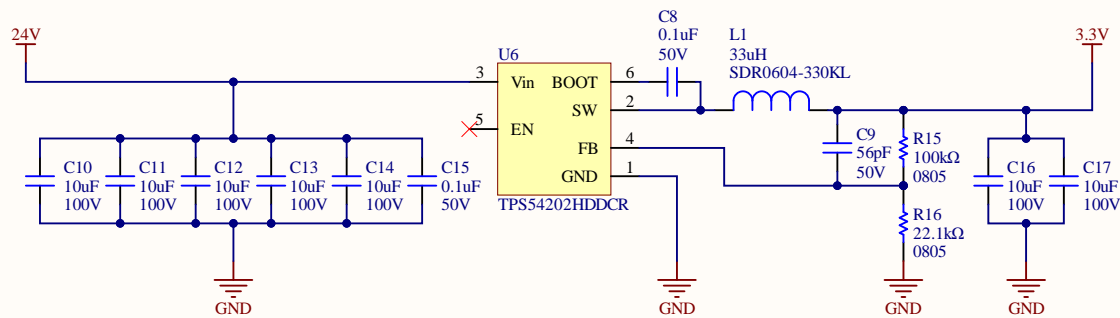 24V
C8
0.1uF
50V
L1
33uH
SDR0604-330KL
3.3V
U6
3
Vin
BOOT
6
SW
2
5
EN
FB
4
GND
1
TPS54202HDDCR
C10
10uF
100V
C11
10uF
100V
C12
10uF
100V
C13
10uF
100V
C14
10uF
100V
C15
0.1uF
50V
C9
56pF
50V
R15
100kΩ
0805
C16
10uF
100V
C17
10uF
100V
R16
22.1kΩ
0805
GND
GND
GND
GND